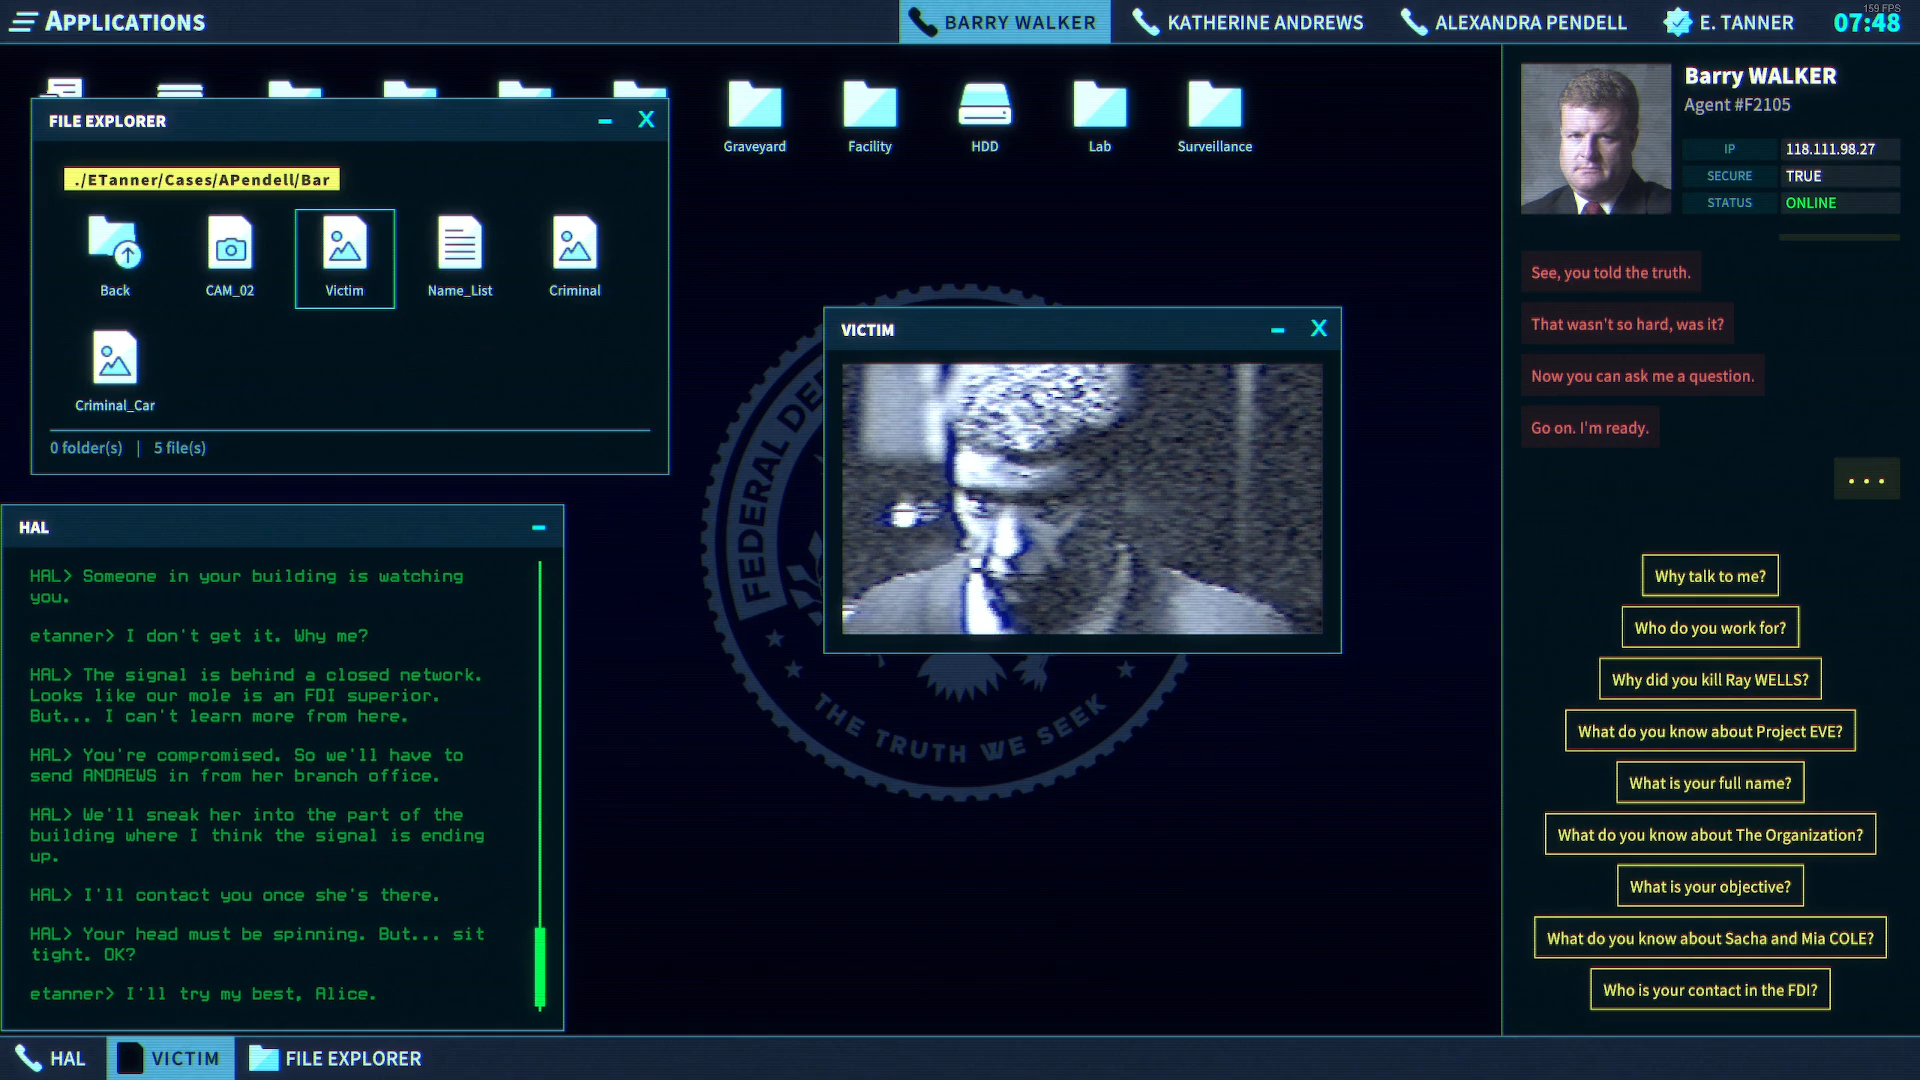 APPLICATIONS
BARRY WALKER
KATHERINE ANDREWS
ALEXANDRA PENDELL
E. TANNER
159 FPS
07:48
Graveyard
Facility
HDD
Lab
Surveillance
FILE EXPLORER
X
./ETanner/Cases/APendell/Bar
Back
CAM_02
Victim
Name_List
Criminal
Criminal_Car
0 folder(s) | 5 file(s)
HAL
HAL> Someone in your building is watching
you.
etanner> I don't get it. Why me?
HAL> The signal is behind a closed network.
Looks like our mole is an FDI superior.
But... I can't learn more from here.
HAL> You're compromised. So we'll have to
send ANDREWS in from her branch office.
HAL> We'll sneak her into the part of the
building where I think the signal is ending
up.
HAL> I'll contact you once she's there.
HAL> Your head must be spinning. But... sit
tight. OK?
etanner> I'll try my best, Alice.
VICTIM
X
FEDERAL DE
THE TRUTH WE SEEK
Barry WALKER
Agent #F2105
IP 118.111.98.27
SECURE TRUE
STATUS ONLINE
See, you told the truth.
That wasn't so hard, was it?
Now you can ask me a question.
Go on. I'm ready.
...
Why talk to me?
Who do you work for?
Why did you kill Ray WELLS?
What do you know about Project EVE?
What is your full name?
What do you know about The Organization?
What is your objective?
What do you know about Sacha and Mia COLE?
Who is your contact in the FDI?
HAL
VICTIM
FILE EXPLORER